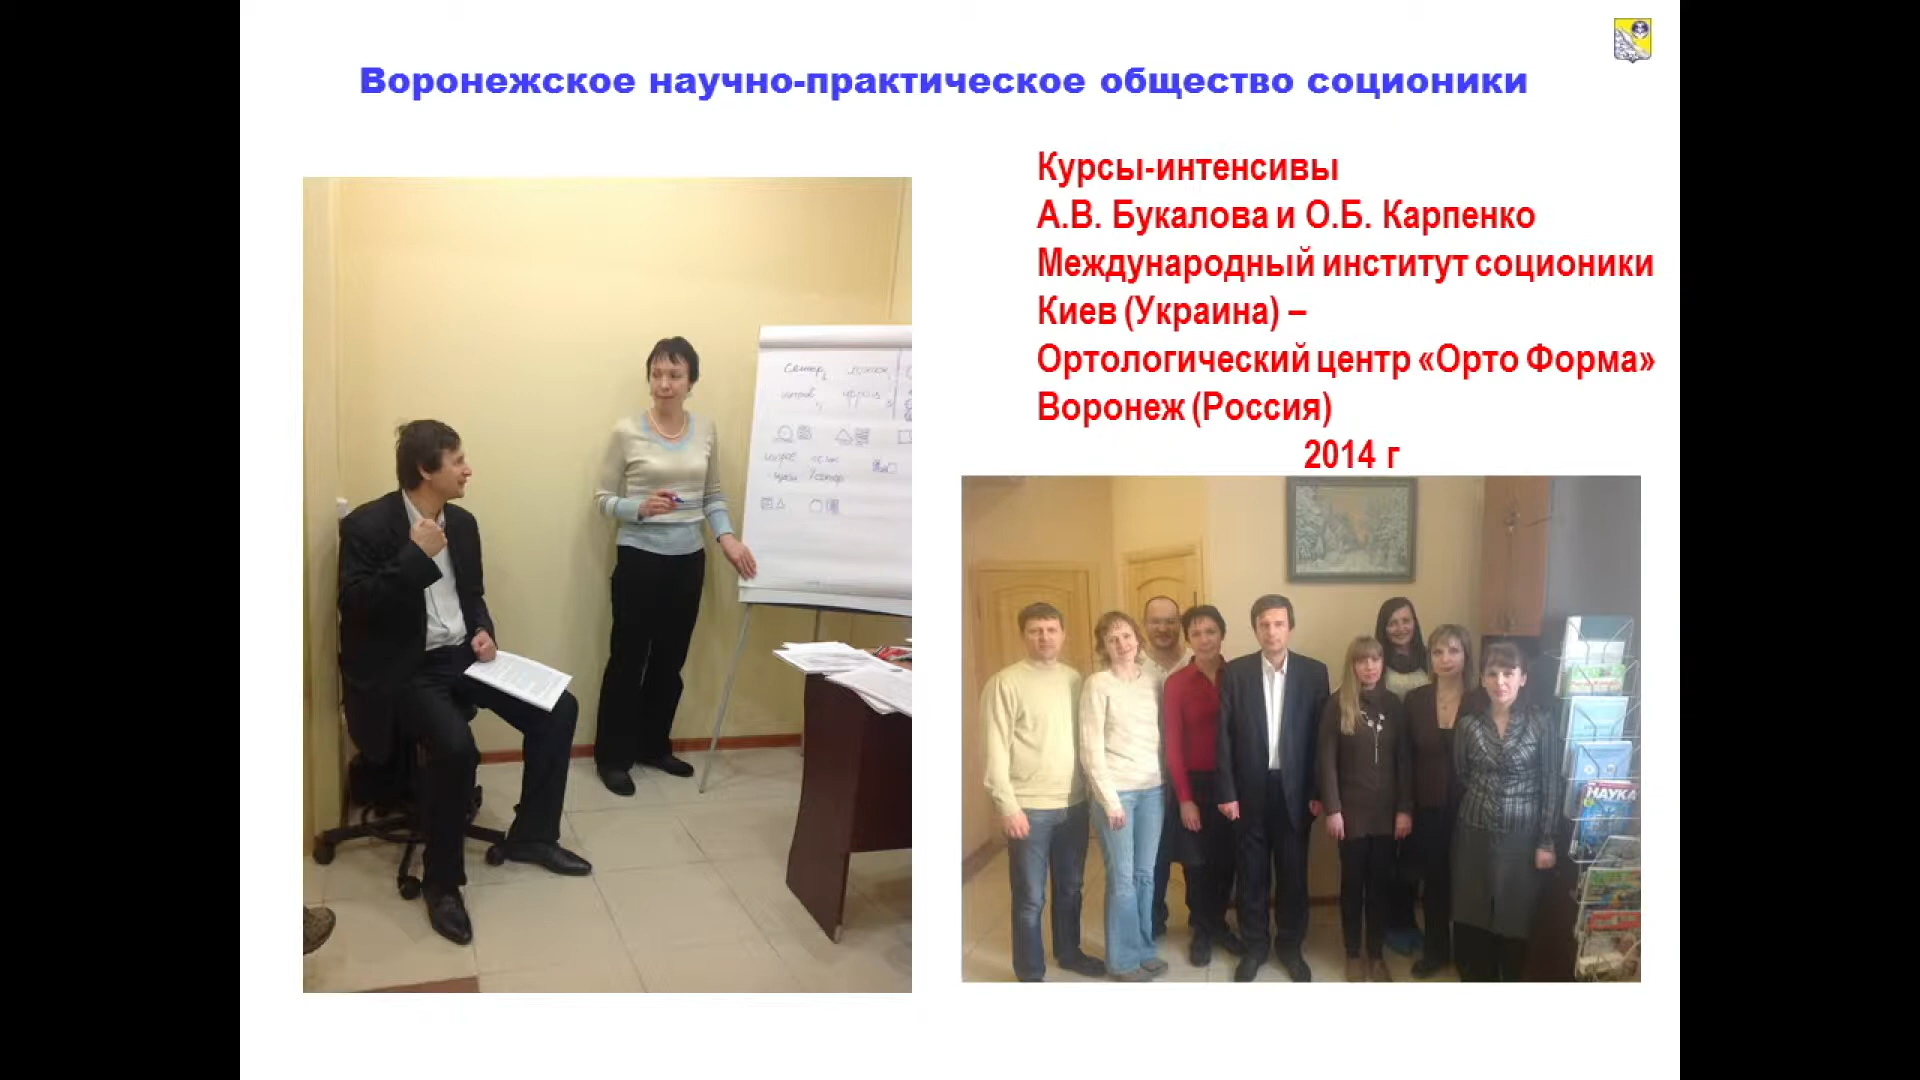 Воронежское научно-практическое общество соционики
Курсы-интенсивы
А.В. Букалова и О.Б. Карпенко
Международный институт соционики
Киев (Украина) –
Ортологический центр «Орто Форма»
Воронеж (Россия)
2014 г
НАУКА